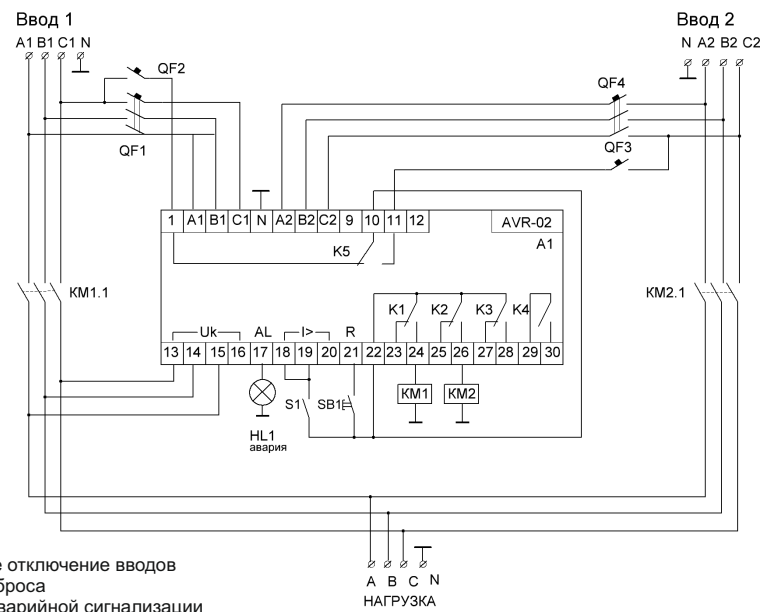 Ввод 1
Ввод 2
A1 B1 C1 N
N A2 B2 C2
QF2
QF4
QF1
QF3
1 A1 B1 C1 N A2 B2 C2 9 10 11 12
AVR-02
A1
K5
KM1.1
KM2.1
K1 K2 K3 K4
Uk AL I> R
13 14 15 16 17 18 19 20 21 22 23 24 25 26 27 28 29 30
S1
SB1
KM1
KM2
HL1
авария
е отключение вводов
броса
варийной сигнализации
A B C N
НАГРУЗКА